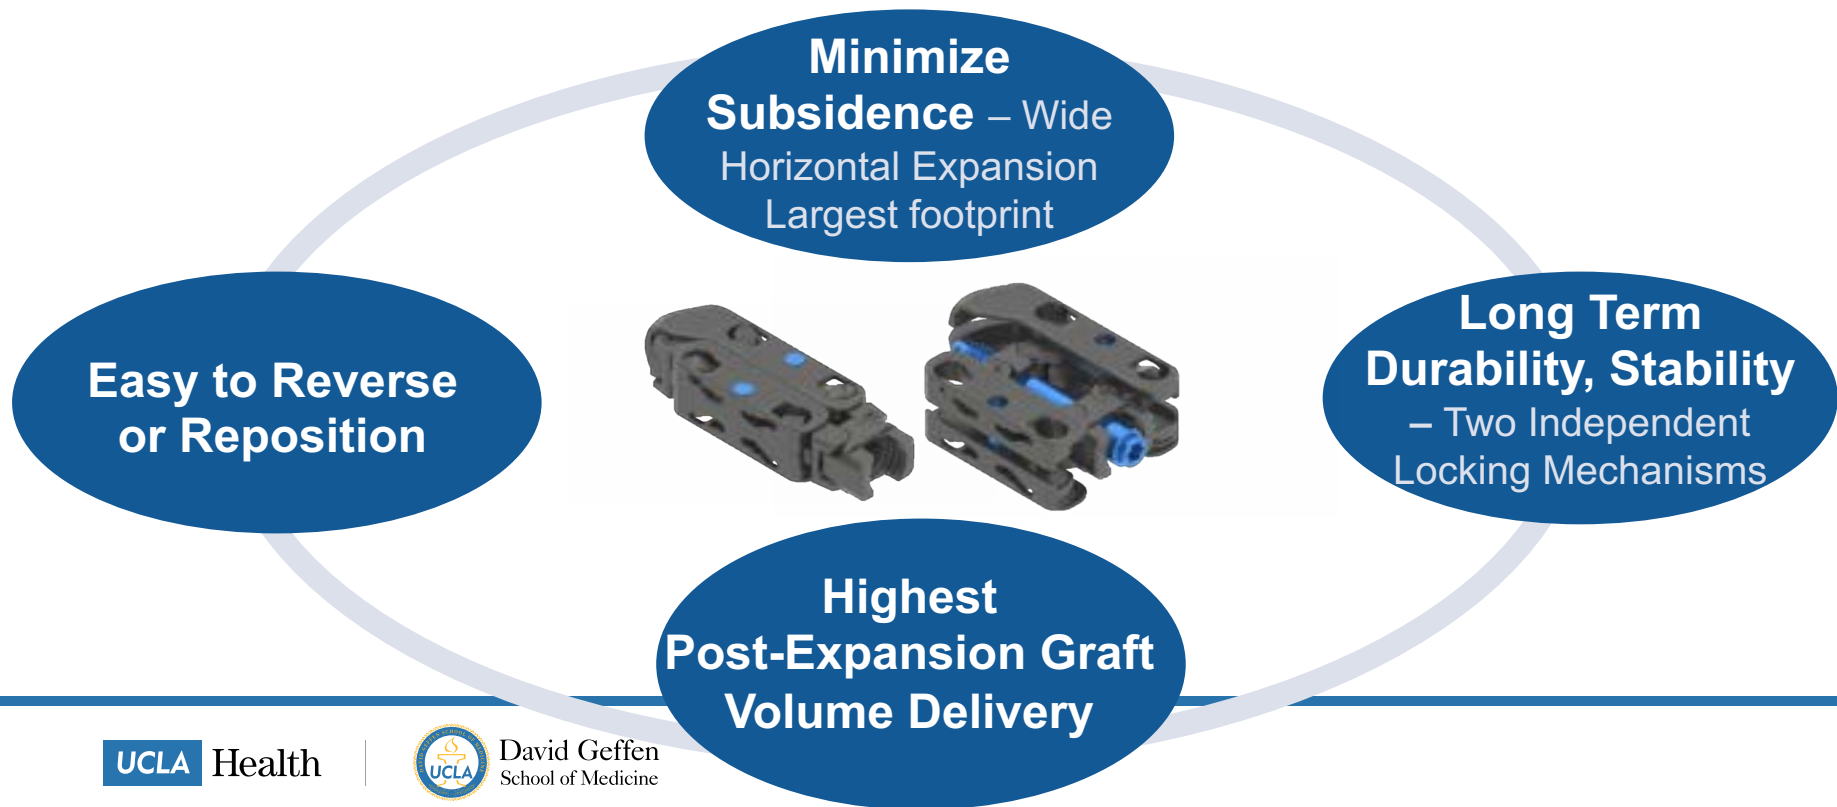 Minimize
Subsidence – Wide
Horizontal Expansion
Largest footprint
Easy to Reverse
or Reposition
Long Term
Durability, Stability
– Two Independent
Locking Mechanisms
Highest
Post-Expansion Graft
Volume Delivery
UCLA Health
UCLA
David Geffen
School of Medicine